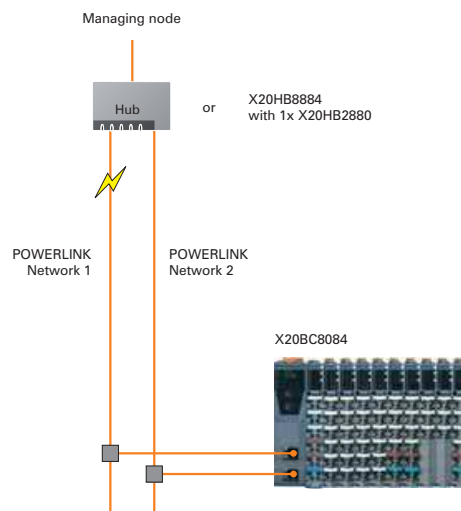 Managing node
Hub
or
X20HB8884
with 1x X20HB2880
POWERLINK
Network 1
POWERLINK
Network 2
X20BC8084